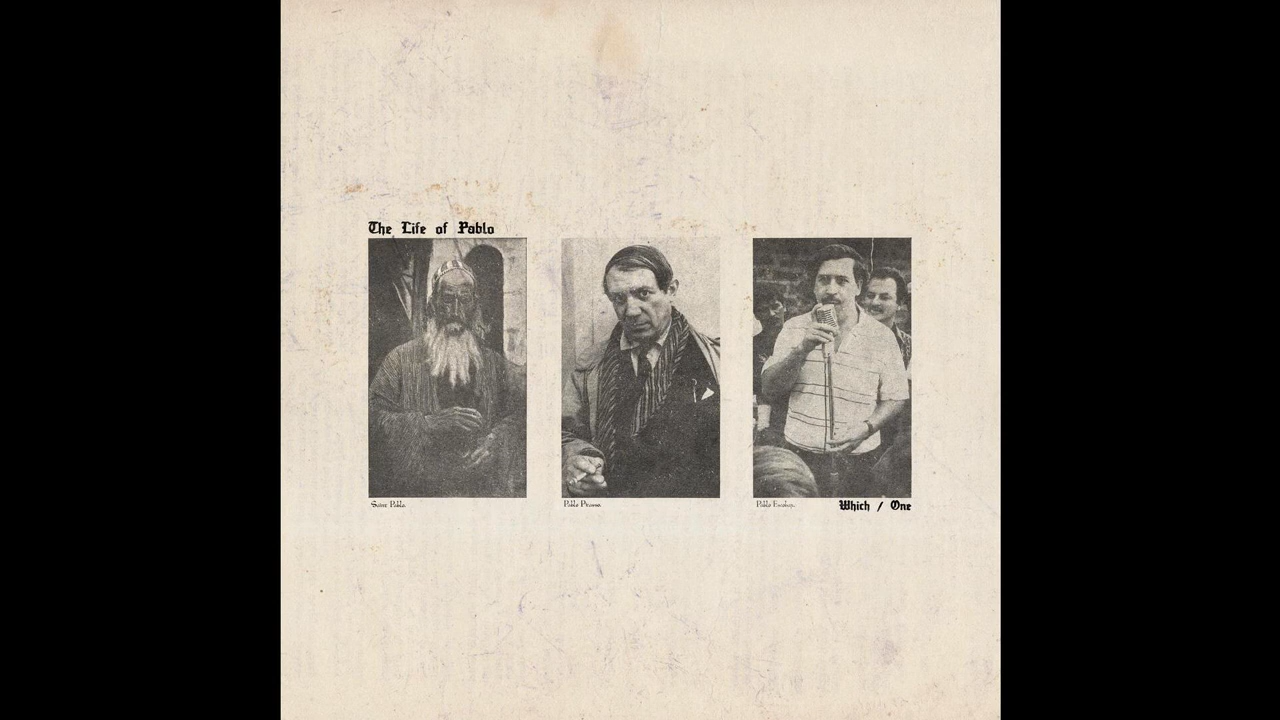 The Life of Pablo
Saint Pablo.
Pablo Picasso.
Pablo Escobar.
Which / One